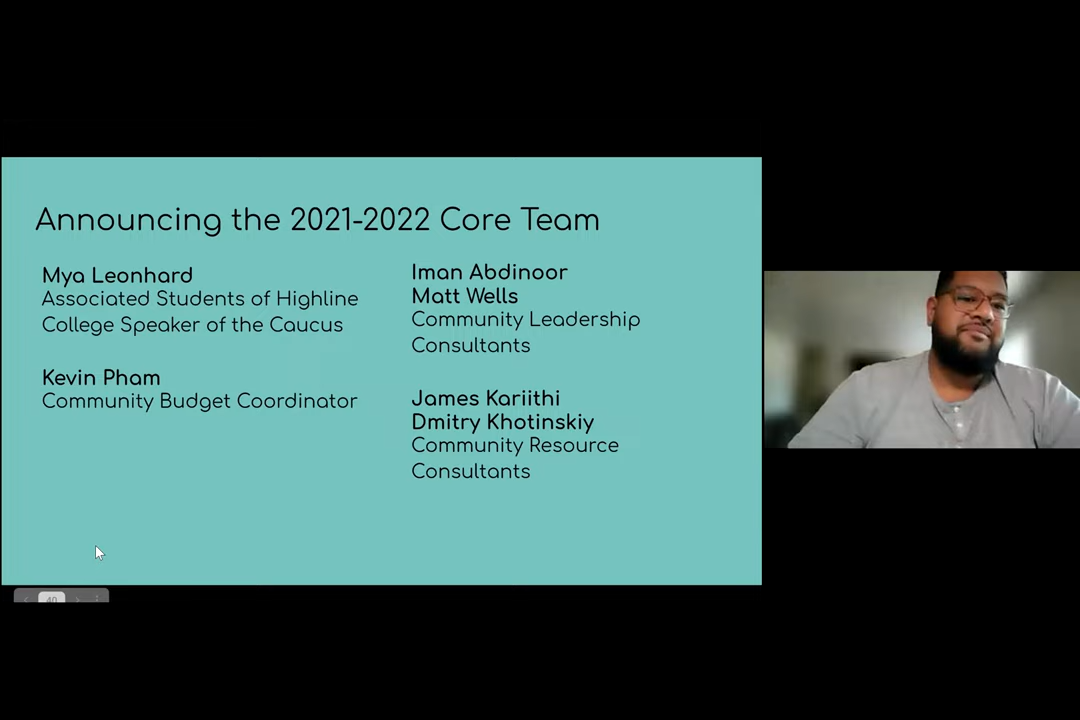 Announcing the 2021-2022 Core Team
Mya Leonhard
Associated Students of Highline
College Speaker of the Caucus
Kevin Pham
Community Budget Coordinator
Iman Abdinoor
Matt Wells
Community Leadership
Consultants
James Kariithi
Dmitry Khotinskiy
Community Resource
Consultants
40